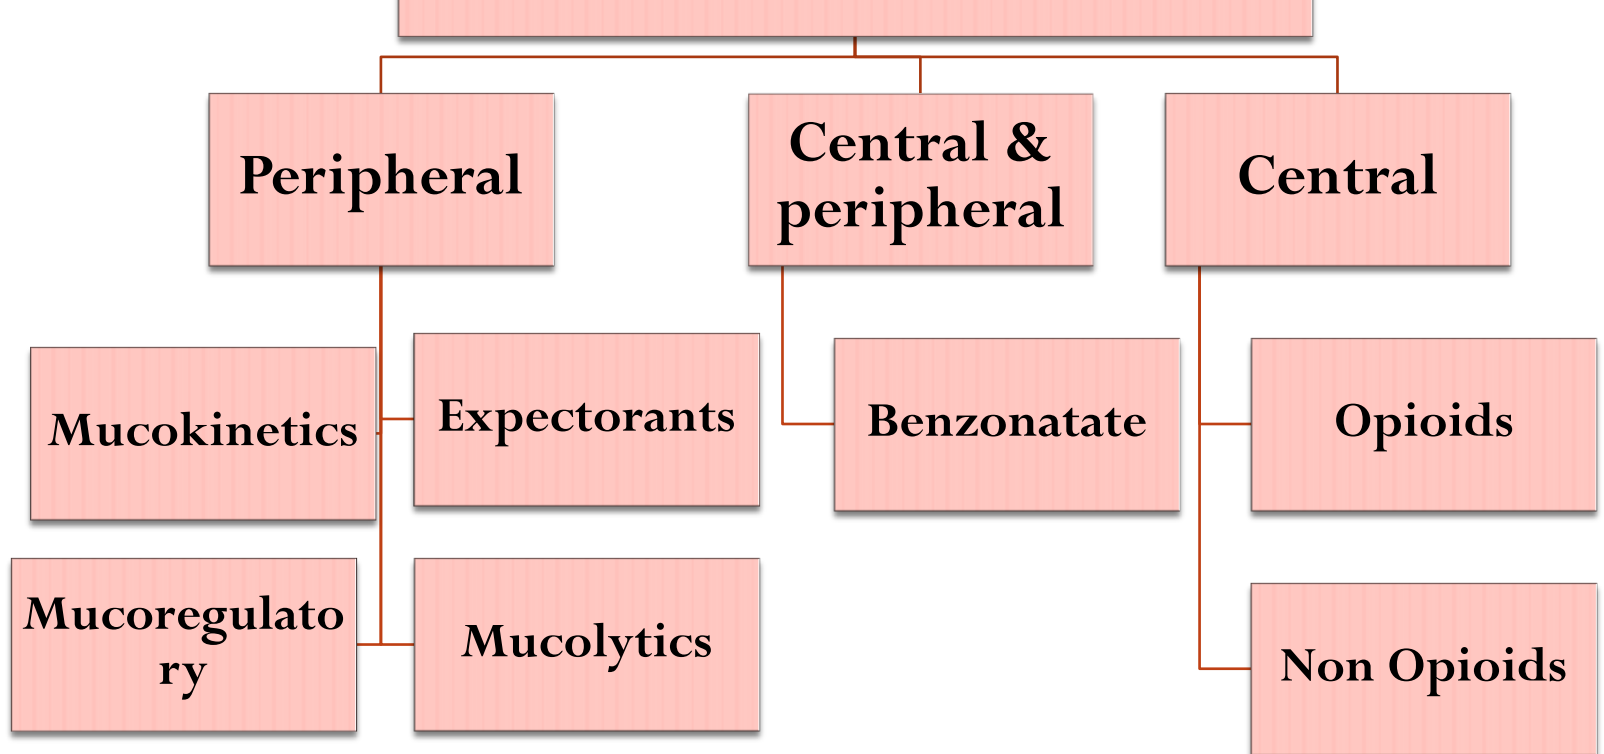 Peripheral
Central &
peripheral
Central
Mucokinetics
Expectorants
Benzonatate
Opioids
Mucoregulato
ry
Mucolytics
Non Opioids